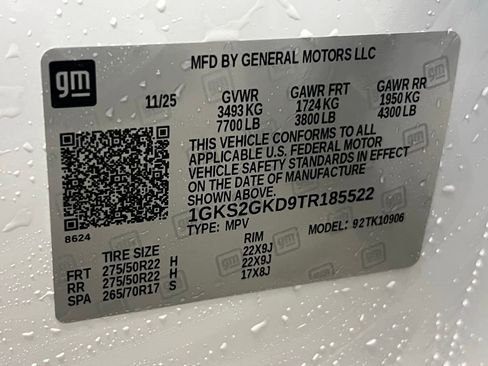 MFD BY GENERAL MOTORS LLC
gm
11/25
GVWR
3493 KG
7700 LB
GAWR FRT
1724 KG
3800 LB
GAWR RR
1950 KG
4300 LB
THIS VEHICLE CONFORMS TO ALL
APPLICABLE U.S. FEDERAL MOTOR
VEHICLE SAFETY STANDARDS IN EFFECT
ON THE DATE OF MANUFACTURE
SHOWN ABOVE.
1GKS2GKD9TR185522
TYPE: MPV MODEL: 92TK10906
8624
TIRE SIZE RIM
FRT 275/50R22 H 22X9J
RR 275/50R22 H 22X9J
SPA 265/70R17 S 17X8J